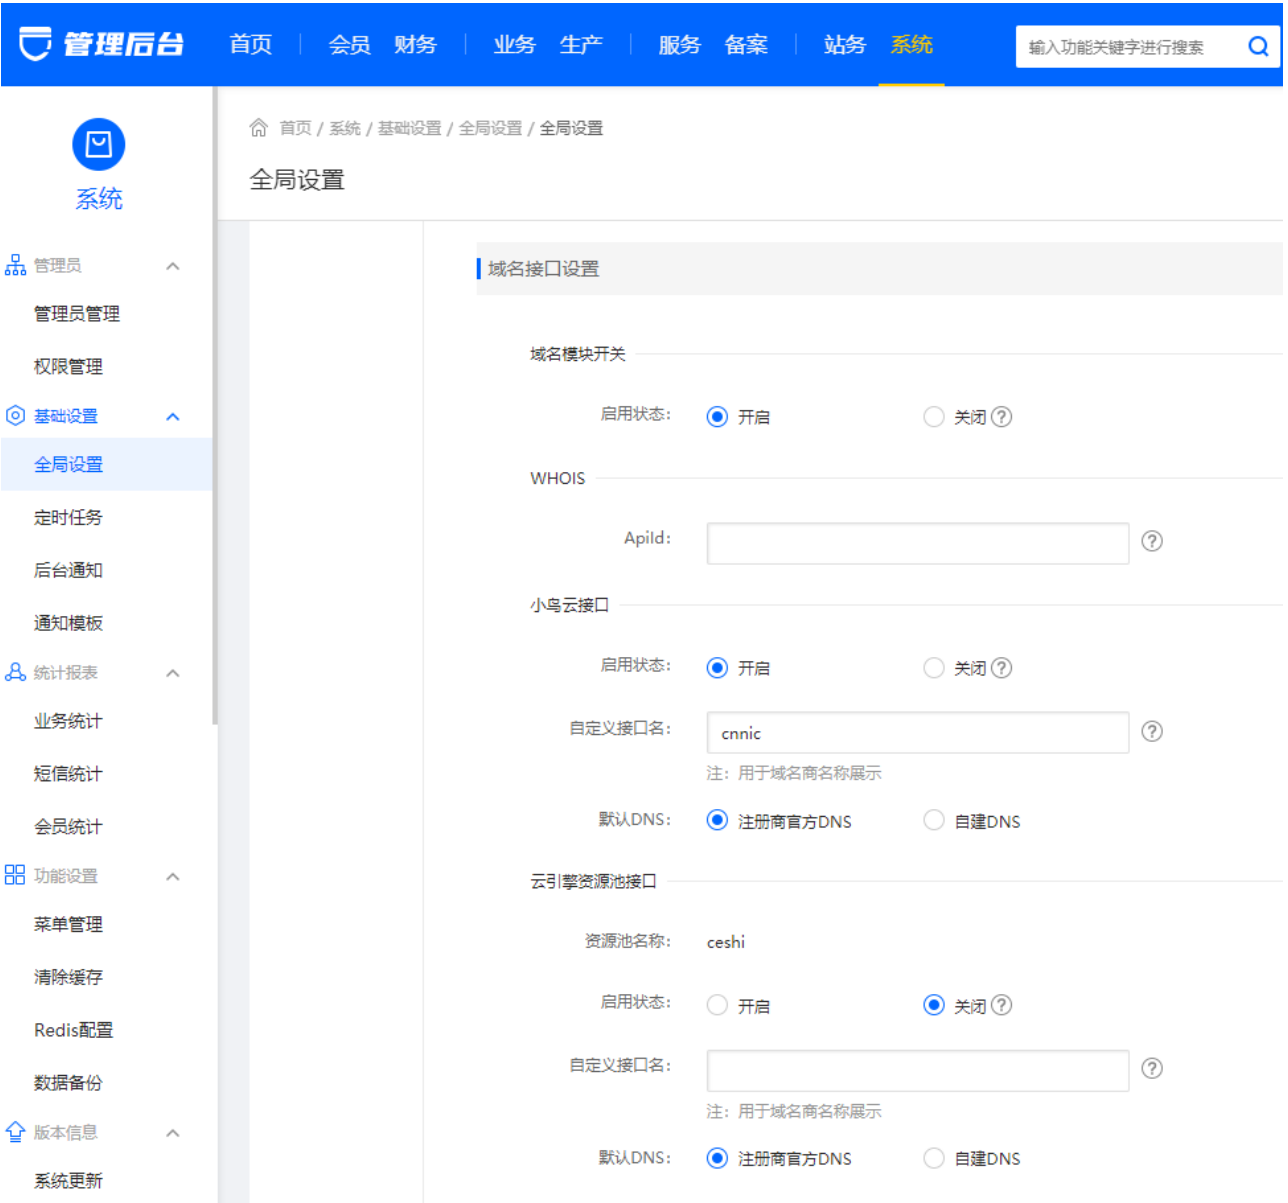 管理后台
首页 会员 财务 业务 生产 服务 备案 站务 系统
输入功能关键字进行搜索
系统
管理员
管理员管理
权限管理
基础设置
全局设置
定时任务
后台通知
通知模板
统计报表
业务统计
短信统计
会员统计
功能设置
菜单管理
清除缓存
Redis配置
数据备份
版本信息
系统更新
首页 / 系统 / 基础设置 / 全局设置 / 全局设置
全局设置
域名接口设置
域名模块开关
启用状态： 开启 关闭 ?
WHOIS
ApiId： ?
小鸟云接口
启用状态： 开启 关闭 ?
自定义接口名： cnnic ?
注：用于域名商名称展示
默认DNS： 注册商官方DNS 自建DNS
云引擎资源池接口
资源池名称： ceshi
启用状态： 开启 关闭 ?
自定义接口名： ?
注：用于域名商名称展示
默认DNS： 注册商官方DNS 自建DNS